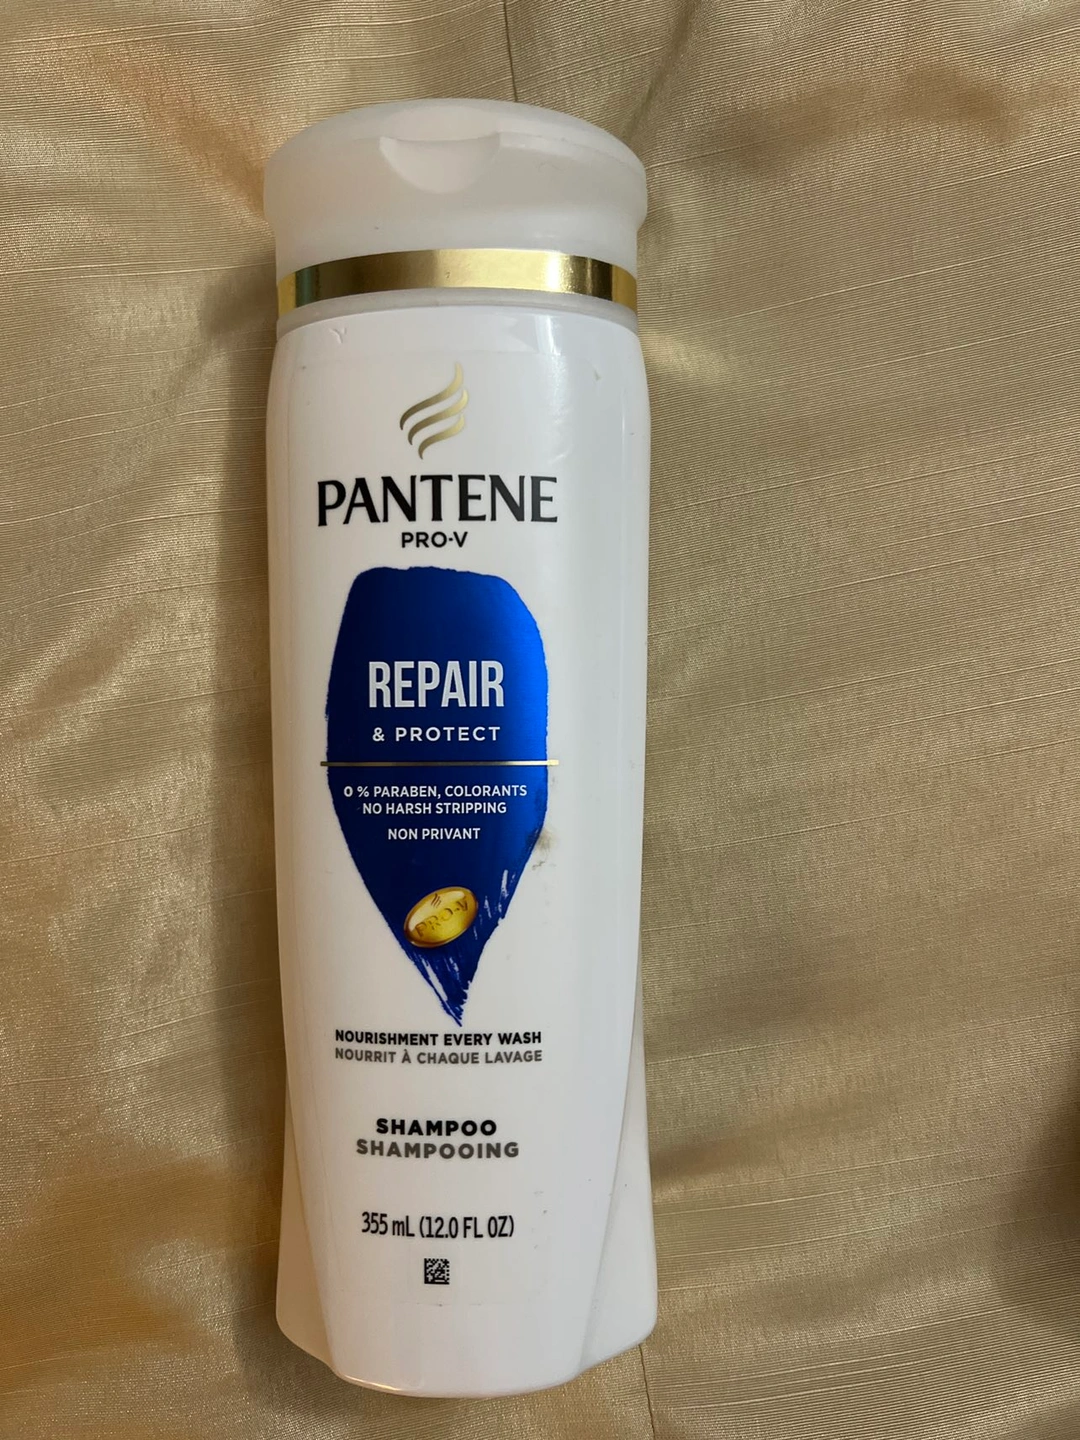 PANTENE
PRO-V
REPAIR
& PROTECT
0 % PARABEN, COLORANTS
NO HARSH STRIPPING
NON PRIVANT
PRO-V
NOURISHMENT EVERY WASH
NOURRIT À CHAQUE LAVAGE
SHAMPOO
SHAMPOOING
355 mL (12.0 FL OZ)